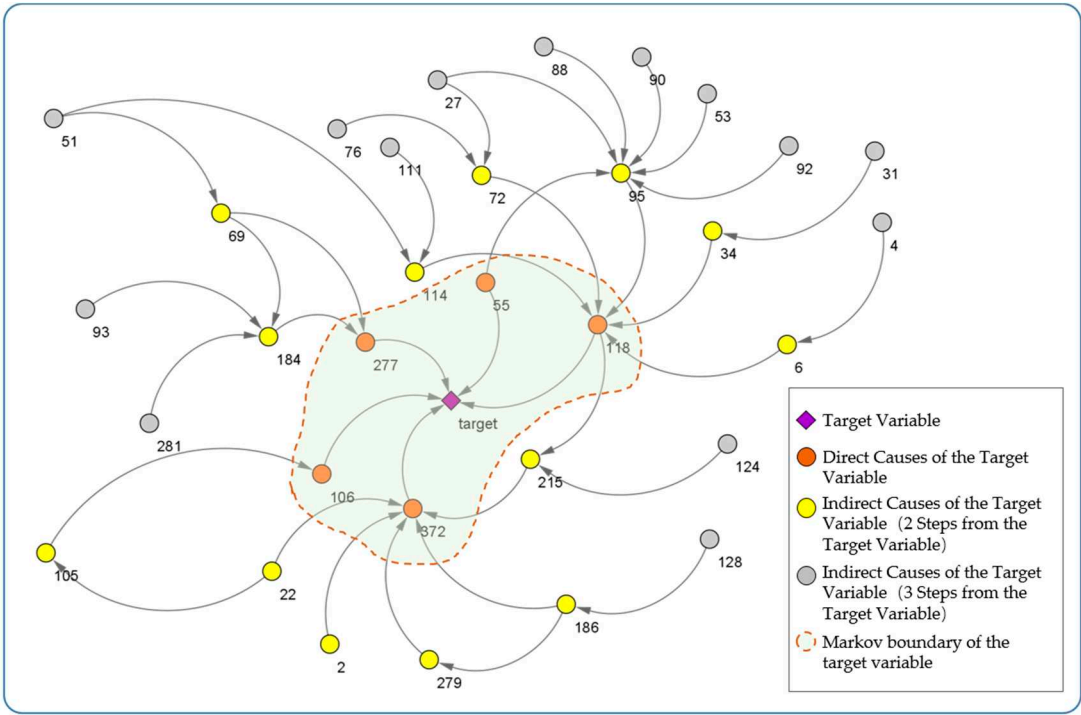 88
90
27
53
51
76
111
92
31
72
95
69
34
4
114
55
93
118
184
277
6
target
281
215
124
106
372
105
22
128
186
2
279
Target Variable
Direct Causes of the Target
Variable
Indirect Causes of the Target
Variable (2 Steps from the
Target Variable)
Indirect Causes of the Target
Variable (3 Steps from the
Target Variable)
Markov boundary of the
target variable